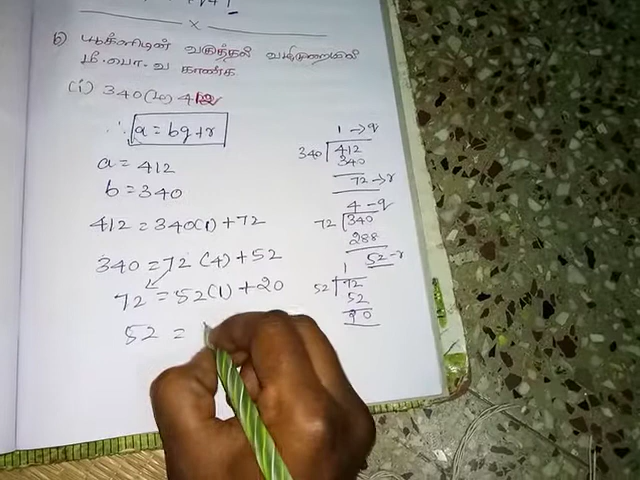 6) யூக்ளிடின் வகுத்தல் வழிமுறையில்
மீ.பொ.வ காண்க
(i) 340 (மற்) 412
∴ a = bq + r
a = 412
b = 340
412 = 340(1) + 72
340 = 72 (4) + 52
72 = 52(1) + 20
52 =
1 → q
340 412
340
72 → r
4 - q
72 340
288
52 - r
1
52 72
52
20